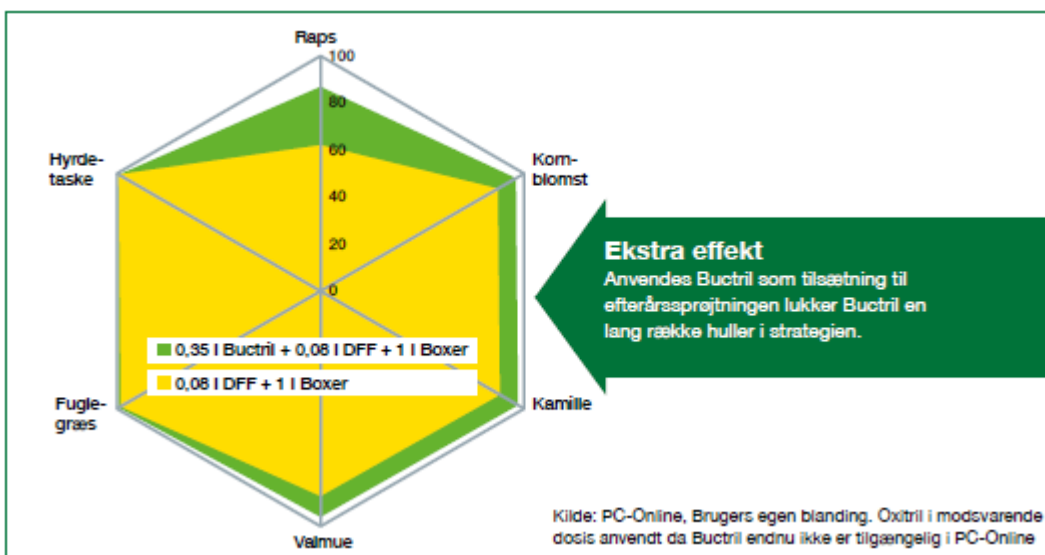 Raps
100
80
60
40
20
0
Hyrde-
taske
Korn-
blomst
Ekstra effekt
Anvendes Buctril som tilsætning til
efterårssprøjtningen lukker Buctril en
lang række huller i strategien.
0,35 l Buctril + 0,08 l DFF + 1 l Boxer
0,08 l DFF + 1 l Boxer
Fugle-
græs
Kamille
Valmue
Kilde: PC-Online, Brugers egen blanding. Oxitril i modsvarende
dosis anvendt da Buctril endnu ikke er tilgængelig i PC-Online